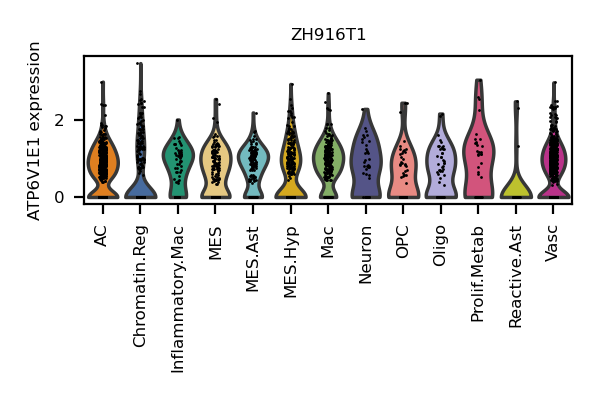 ZH916T1
ATP6V1E1 expression
2
0
AC
Chromatin.Reg
Inflammatory.Mac
MES
MES.Ast
MES.Hyp
Mac
Neuron
OPC
Oligo
Prolif.Metab
Reactive.Ast
Vasc